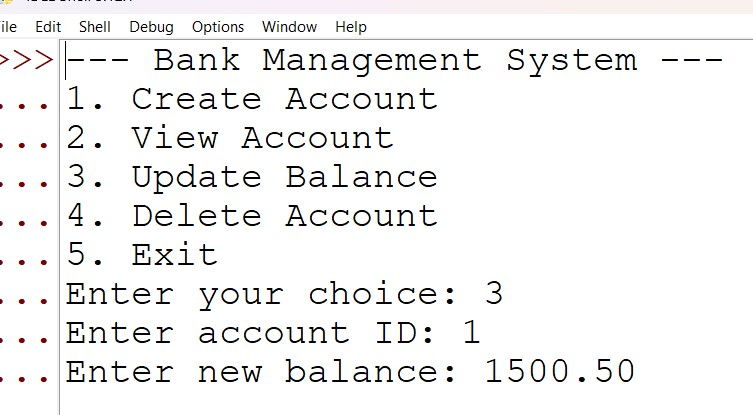 File Edit Shell Debug Options Window Help
>>> --- Bank Management System ---
... 1. Create Account
... 2. View Account
... 3. Update Balance
... 4. Delete Account
... 5. Exit
... Enter your choice: 3
... Enter account ID: 1
... Enter new balance: 1500.50